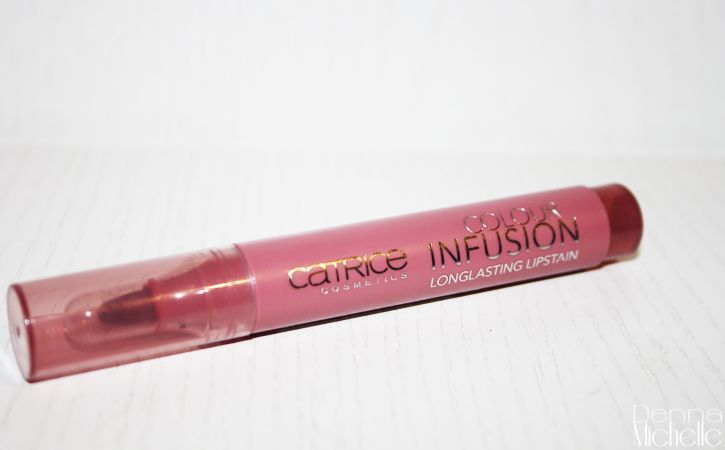 CATRICE
COSMETICS
COLOUR
INFUSION
LONGLASTING LIPSTAIN
Denna
Michelle